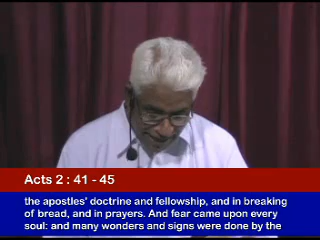 Acts 2 : 41 - 45
the apostles' doctrine and fellowship, and in breaking
of bread, and in prayers. And fear came upon every
soul: and many wonders and signs were done by the